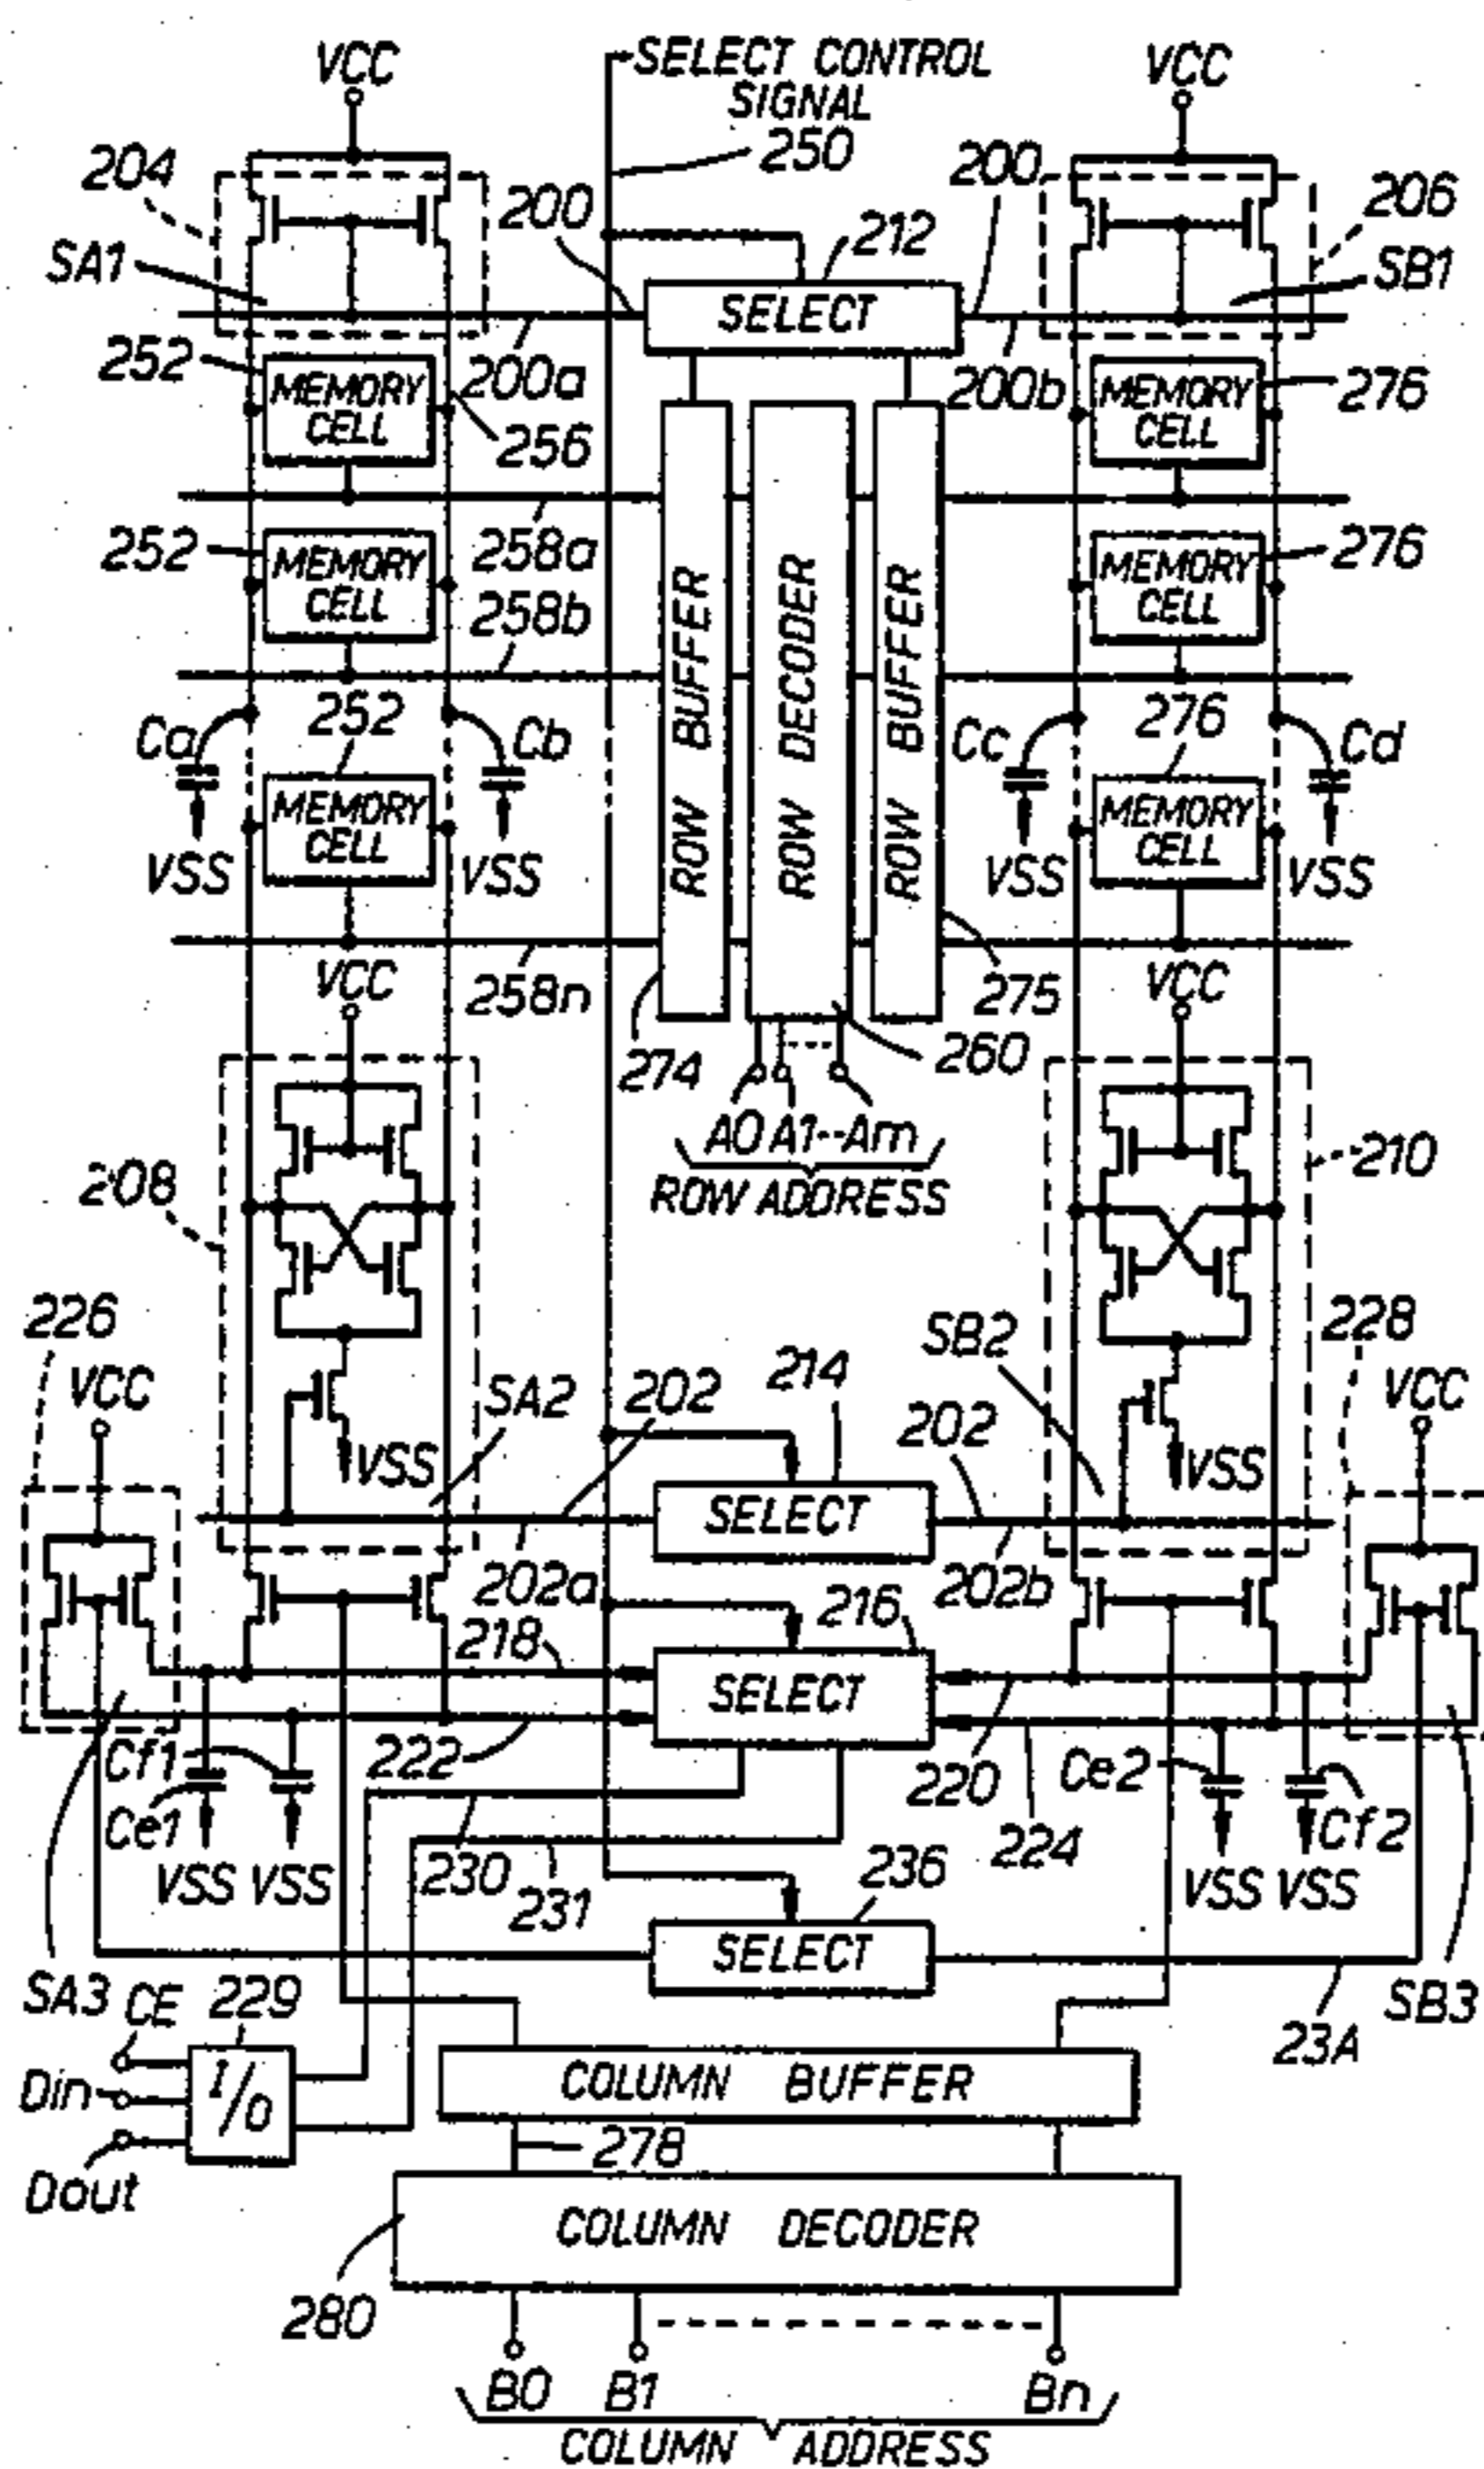 VCC
SELECT CONTROL
SIGNAL
VCC
204
250
200
200
206
212
SA1
SB1
SELECT
252
MEMORY
CELL
200a
256
200b
MEMORY
CELL
276
252
MEMORY
CELL
258a
258b
ROW BUFFER
ROW DECODER
ROW BUFFER
MEMORY
CELL
276
252
276
Ca
Cb
Cc
Cd
MEMORY
CELL
MEMORY
CELL
VSS
VSS
VSS
VSS
VCC
258n
275
VCC
274
260
A0 A1--Am
ROW ADDRESS
208
210
226
SB2
228
VCC
214
VCC
SA2
202
202
VSS
VSS
SELECT
202a
202b
218
216
SELECT
Cf1
222
220
Ce2
Ce1
Cf2
224
VSS VSS
230
231
236
VSS VSS
SELECT
SA3
CE
229
SB3
23A
Din
I/O
COLUMN BUFFER
Dout
278
COLUMN DECODER
280
B0 B1 Bn
COLUMN ADDRESS